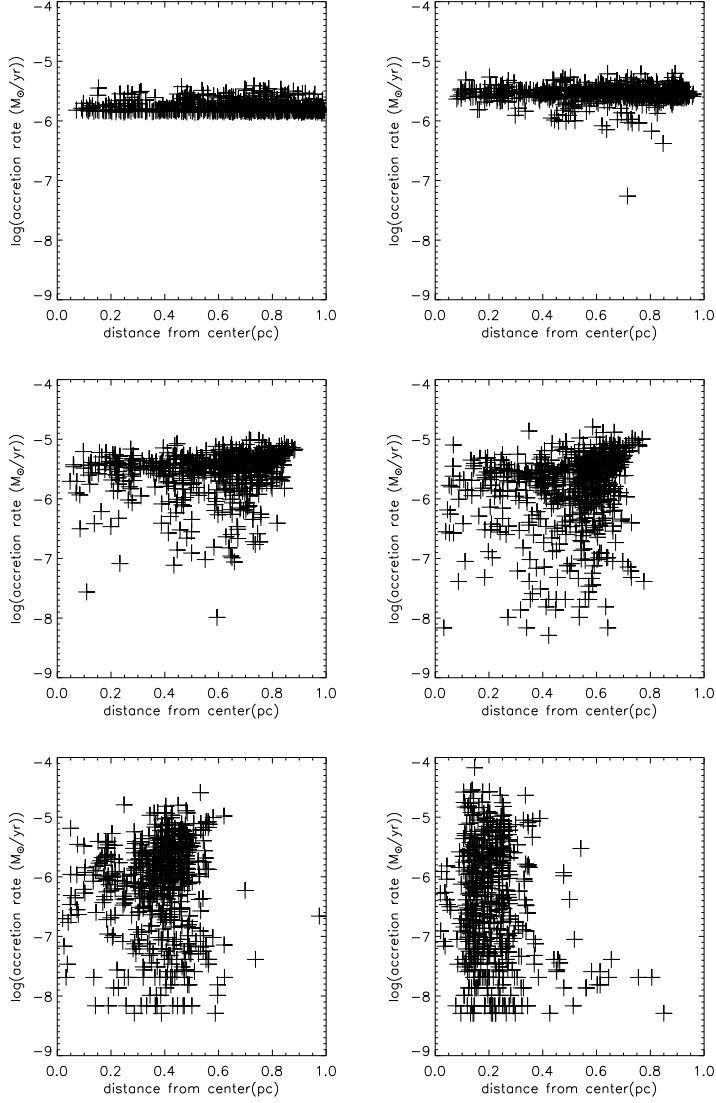 −4 −4
−5 −5
−6 −6
−7 −7
−8 −8
−9 −9
log(accretion rate (M☉/yr)) log(accretion rate (M☉/yr))
0.0 0.2 0.4 0.6 0.8 1.0 0.0 0.2 0.4 0.6 0.8 1.0
distance from center(pc) distance from center(pc)
−4 −4
−5 −5
−6 −6
−7 −7
−8 −8
−9 −9
log(accretion rate (M☉/yr)) log(accretion rate (M☉/yr))
0.0 0.2 0.4 0.6 0.8 1.0 0.0 0.2 0.4 0.6 0.8 1.0
distance from center(pc) distance from center(pc)
−4 −4
−5 −5
−6 −6
−7 −7
−8 −8
−9 −9
log(accretion rate (M☉/yr)) log(accretion rate (M☉/yr))
0.0 0.2 0.4 0.6 0.8 1.0 0.0 0.2 0.4 0.6 0.8 1.0
distance from center(pc) distance from center(pc)